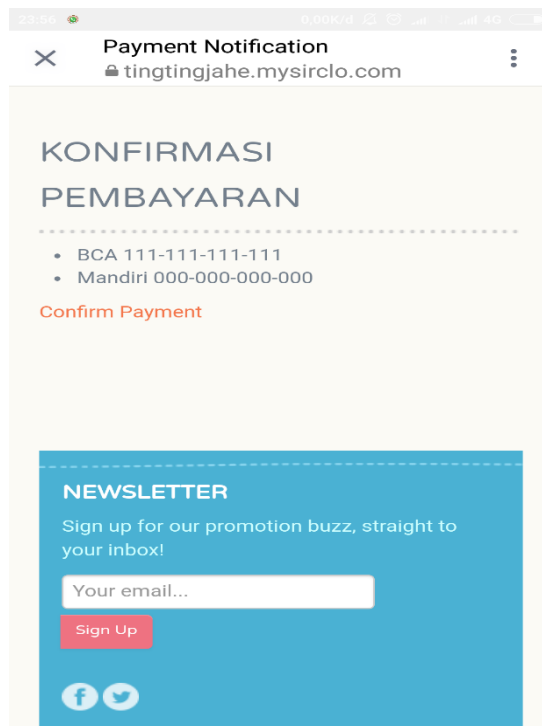 23:56 0,00K/d 4G
Payment Notification
tingtingjahe.mysirclo.com
KONFIRMASI
PEMBAYARAN
• BCA 111-111-111-111
• Mandiri 000-000-000-000
Confirm Payment
NEWSLETTER
Sign up for our promotion buzz, straight to
your inbox!
Your email...
Sign Up